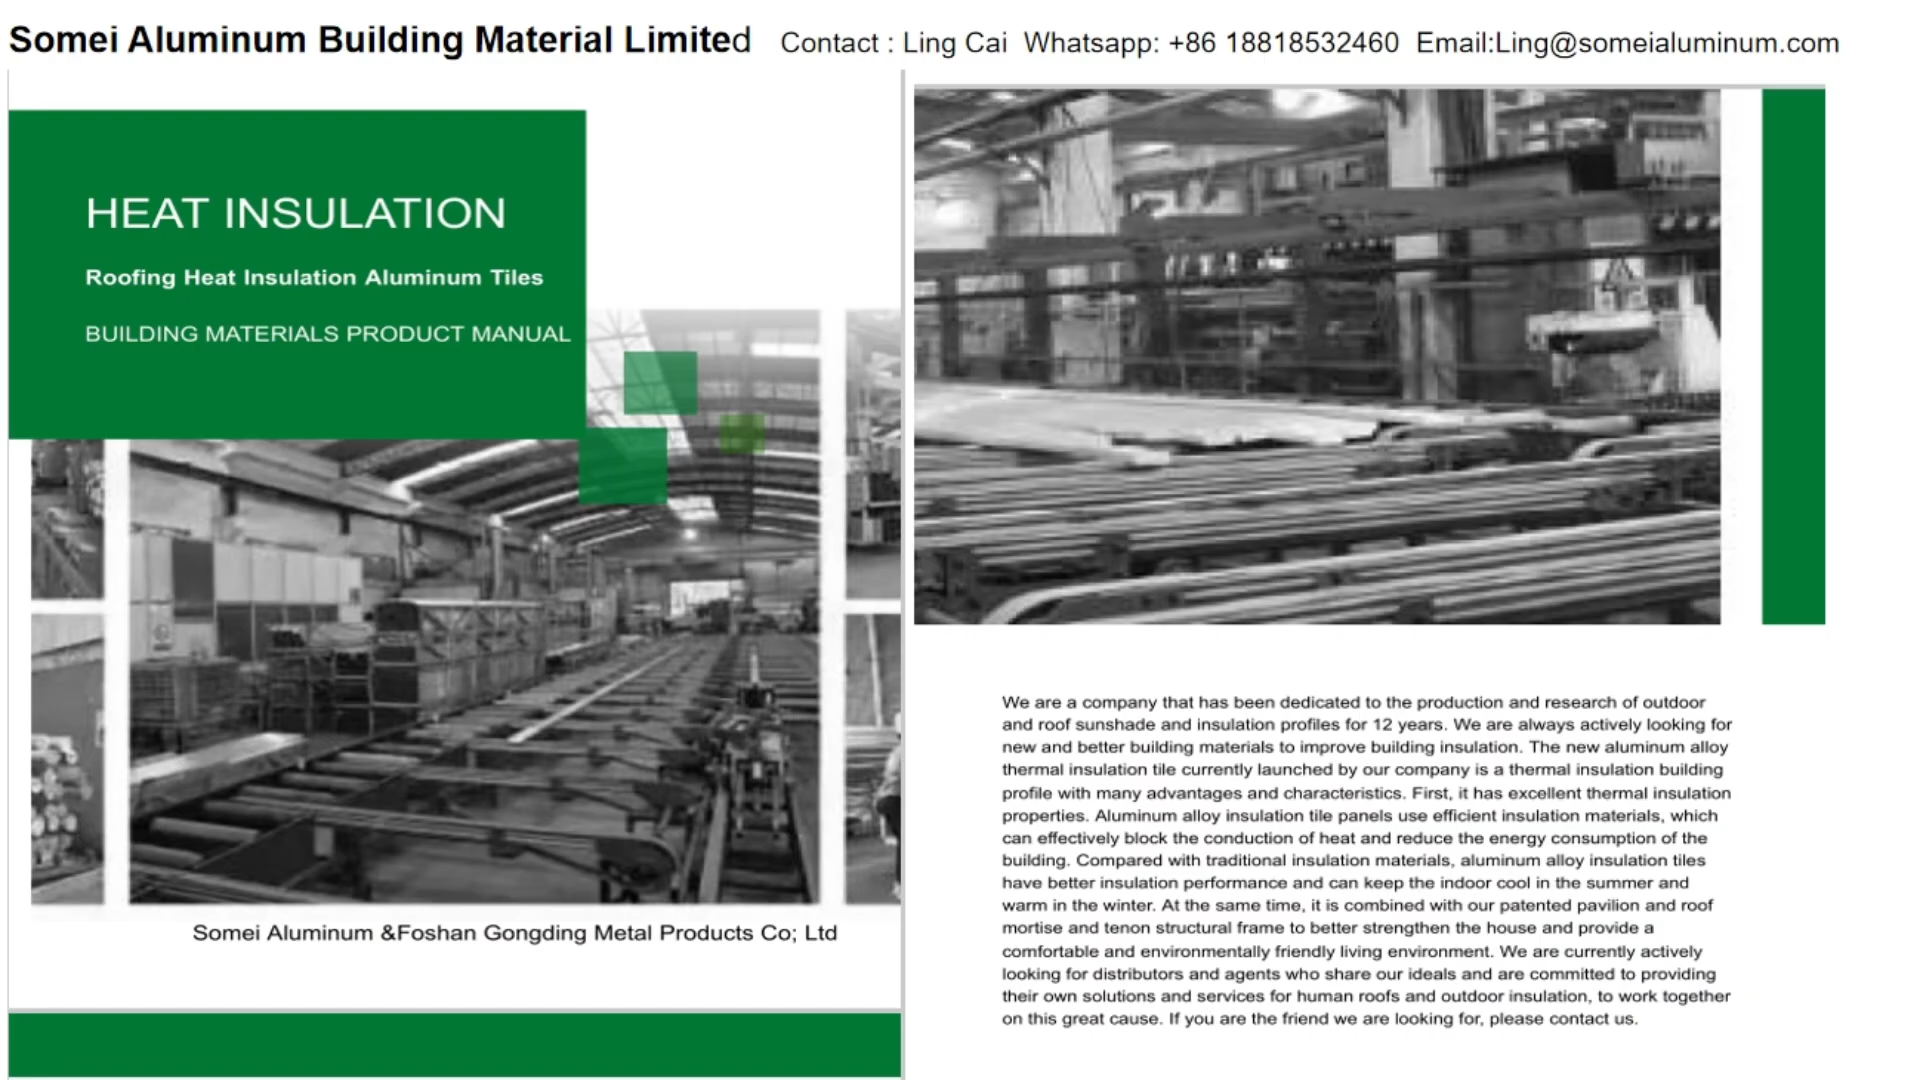 Somei Aluminum Building Material Limited Contact : Ling Cai Whatsapp: +86 18818532460 Email:Ling@someialuminum.com
HEAT INSULATION
Roofing Heat Insulation Aluminum Tiles
BUILDING MATERIALS PRODUCT MANUAL
Somei Aluminum &Foshan Gongding Metal Products Co; Ltd
We are a company that has been dedicated to the production and research of outdoor
and roof sunshade and insulation profiles for 12 years. We are always actively looking for
new and better building materials to improve building insulation. The new aluminum alloy
thermal insulation tile currently launched by our company is a thermal insulation building
profile with many advantages and characteristics. First, it has excellent thermal insulation
properties. Aluminum alloy insulation tile panels use efficient insulation materials, which
can effectively block the conduction of heat and reduce the energy consumption of the
building. Compared with traditional insulation materials, aluminum alloy insulation tiles
have better insulation performance and can keep the indoor cool in the summer and
warm in the winter. At the same time, it is combined with our patented pavilion and roof
mortise and tenon structural frame to better strengthen the house and provide a
comfortable and environmentally friendly living environment. We are currently actively
looking for distributors and agents who share our ideals and are committed to providing
their own solutions and services for human roofs and outdoor insulation, to work together
on this great cause. If you are the friend we are looking for, please contact us.